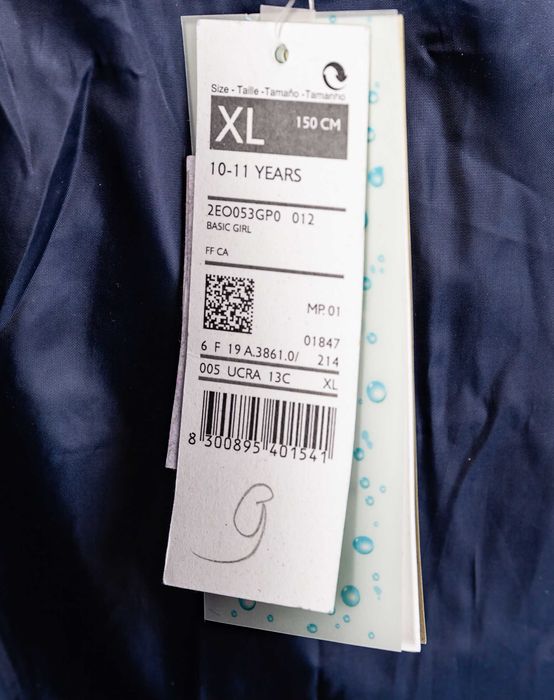 Size - Taille - Tamaño - Tamanho
XL 150 CM
10-11 YEARS
2EO053GP0 012
BASIC GIRL
FF CA
MP. 01
01847
6 F 19 A.3861.0/ 214
005 UCRA 13C XL
8 300895 401541